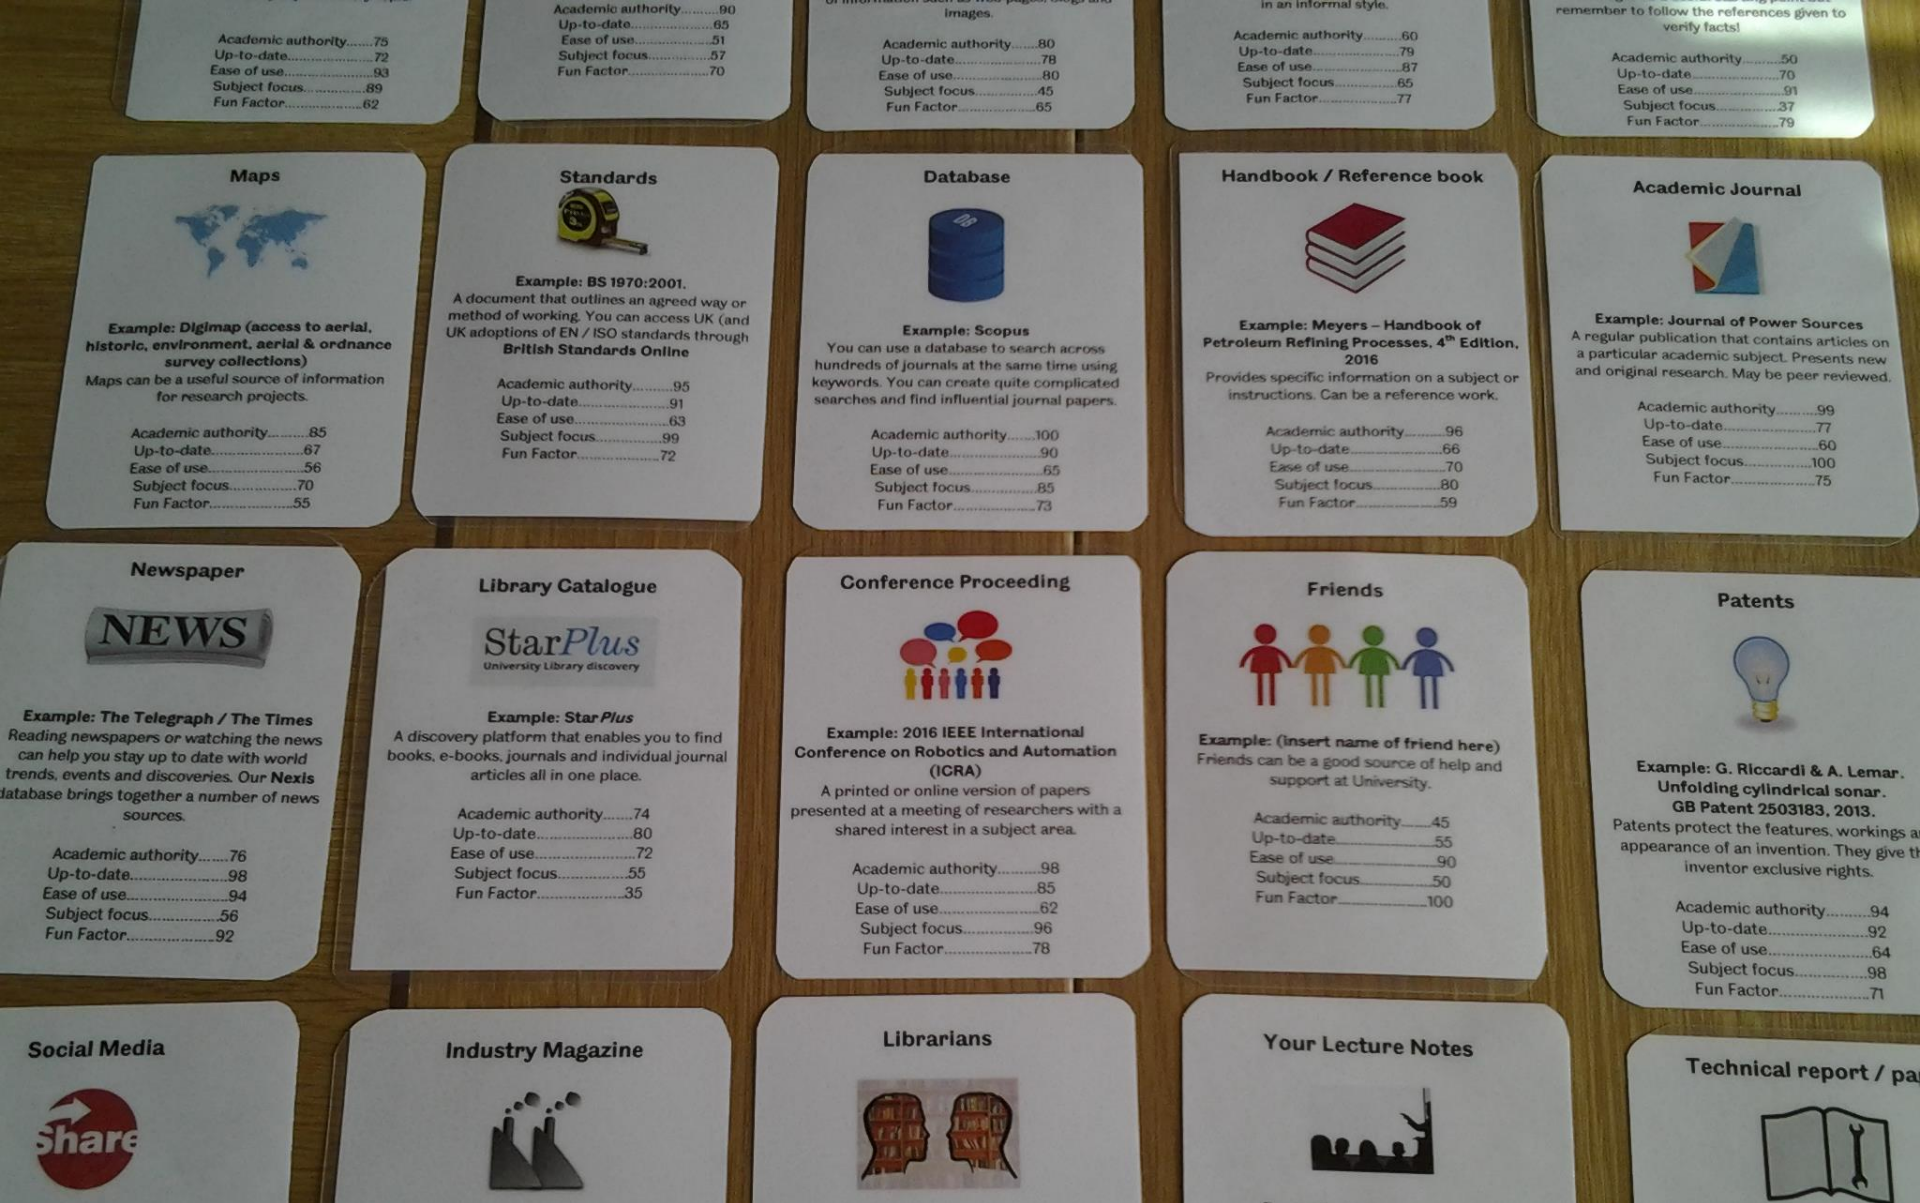 Academic authority.......75
Up-to-date..................72
Ease of use.................93
Subject focus...............89
Fun Factor..................62
Academic authority..........90
Up-to-date..................65
Ease of use.................51
Subject focus...............57
Fun Factor..................70
images.
Academic authority.......80
Up-to-date..................78
Ease of use.................80
Subject focus...............45
Fun Factor..................65
in an informal style.
Academic authority..........60
Up-to-date..................79
Ease of use.................87
Subject focus...............65
Fun Factor..................77
remember to follow the references given to
verify facts!
Academic authority..........50
Up-to-date..................70
Ease of use.................91
Subject focus...............37
Fun Factor..................79
Maps
Example: Digimap (access to aerial,
historic, environment, aerial & ordnance
survey collections)
Maps can be a useful source of information
for research projects.
Academic authority..........85
Up-to-date..................67
Ease of use.................56
Subject focus...............70
Fun Factor..................55
Standards
Example: BS 1970:2001.
A document that outlines an agreed way or
method of working. You can access UK (and
UK adoptions of EN / ISO standards through
British Standards Online
Academic authority..........95
Up-to-date..................91
Ease of use.................63
Subject focus...............99
Fun Factor..................72
Database
DB
Example: Scopus
You can use a database to search across
hundreds of journals at the same time using
keywords. You can create quite complicated
searches and find influential journal papers.
Academic authority.......100
Up-to-date..................90
Ease of use.................65
Subject focus...............85
Fun Factor..................73
Handbook / Reference book
Example: Meyers – Handbook of
Petroleum Refining Processes, 4th Edition,
2016
Provides specific information on a subject or
instructions. Can be a reference work.
Academic authority..........96
Up-to-date..................66
Ease of use.................70
Subject focus...............80
Fun Factor..................59
Academic Journal
Example: Journal of Power Sources
A regular publication that contains articles on
a particular academic subject. Presents new
and original research. May be peer reviewed.
Academic authority..........99
Up-to-date..................77
Ease of use.................60
Subject focus...............100
Fun Factor..................75
Newspaper
NEWS
Example: The Telegraph / The Times
Reading newspapers or watching the news
can help you stay up to date with world
trends, events and discoveries. Our Nexis
database brings together a number of news
sources.
Academic authority.......76
Up-to-date..................98
Ease of use.................94
Subject focus...............56
Fun Factor..................92
Library Catalogue
StarPlus
University Library discovery
Example: StarPlus
A discovery platform that enables you to find
books, e-books, journals and individual journal
articles all in one place.
Academic authority.......74
Up-to-date..................80
Ease of use.................72
Subject focus...............55
Fun Factor..................35
Conference Proceeding
Example: 2016 IEEE International
Conference on Robotics and Automation
(ICRA)
A printed or online version of papers
presented at a meeting of researchers with a
shared interest in a subject area.
Academic authority..........98
Up-to-date..................85
Ease of use.................62
Subject focus...............96
Fun Factor..................78
Friends
Example: (insert name of friend here)
Friends can be a good source of help and
support at University.
Academic authority.......45
Up-to-date..................55
Ease of use.................90
Subject focus...............50
Fun Factor..................100
Patents
Example: G. Riccardi & A. Lemar.
Unfolding cylindrical sonar.
GB Patent 2503183, 2013.
Patents protect the features, workings
appearance of an invention. They give
inventor exclusive rights.
Academic authority..........94
Up-to-date..................92
Ease of use.................64
Subject focus...............98
Fun Factor..................71
Social Media
Share
Industry Magazine
Librarians
Your Lecture Notes
Technical report /